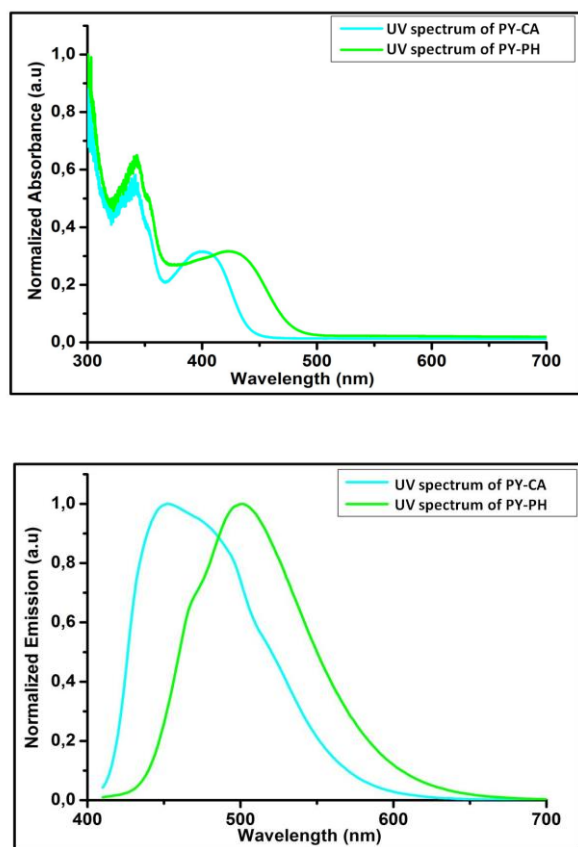 UV spectrum of PY-CA
UV spectrum of PY-PH
Normalized Absorbance (a.u)
1,0
0,8
0,6
0,4
0,2
0,0
300 400 500 600 700
Wavelength (nm)
UV spectrum of PY-CA
UV spectrum of PY-PH
Normalized Emission (a.u)
1,0
0,8
0,6
0,4
0,2
0,0
400 500 600 700
Wavelength (nm)